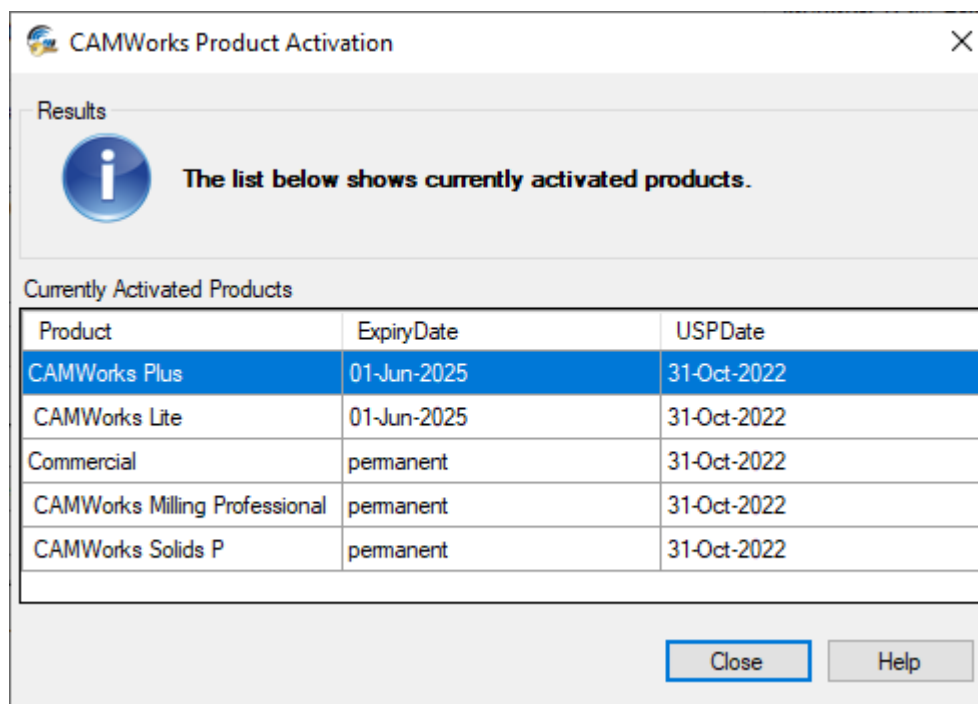 CAMWorks Product Activation
Results
The list below shows currently activated products.
Currently Activated Products
Product ExpiryDate USPDate
CAMWorks Plus 01-Jun-2025 31-Oct-2022
CAMWorks Lite 01-Jun-2025 31-Oct-2022
Commercial permanent 31-Oct-2022
CAMWorks Milling Professional permanent 31-Oct-2022
CAMWorks Solids P permanent 31-Oct-2022
Close Help